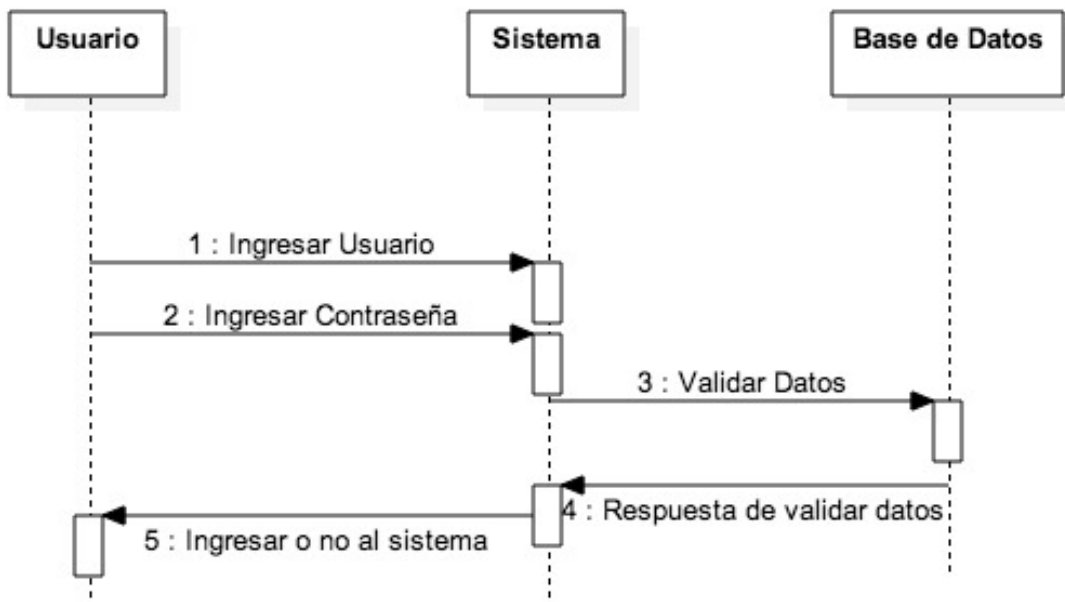 Usuario
Sistema
Base de Datos
1 : Ingresar Usuario
2 : Ingresar Contraseña
3 : Validar Datos
4 : Respuesta de validar datos
5 : Ingresar o no al sistema